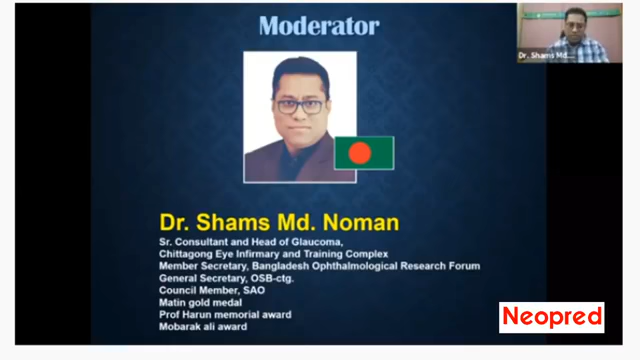 Moderator
Dr. Shams Md....
Dr. Shams Md. Noman
Sr. Consultant and Head of Glaucoma,
Chittagong Eye Infirmary and Training Complex
Member Secretary, Bangladesh Ophthalmological Research Forum
General Secretary, OSB-ctg.
Council Member, SAO
Matin gold medal
Prof Harun memorial award
Mobarak ali award
Neopred